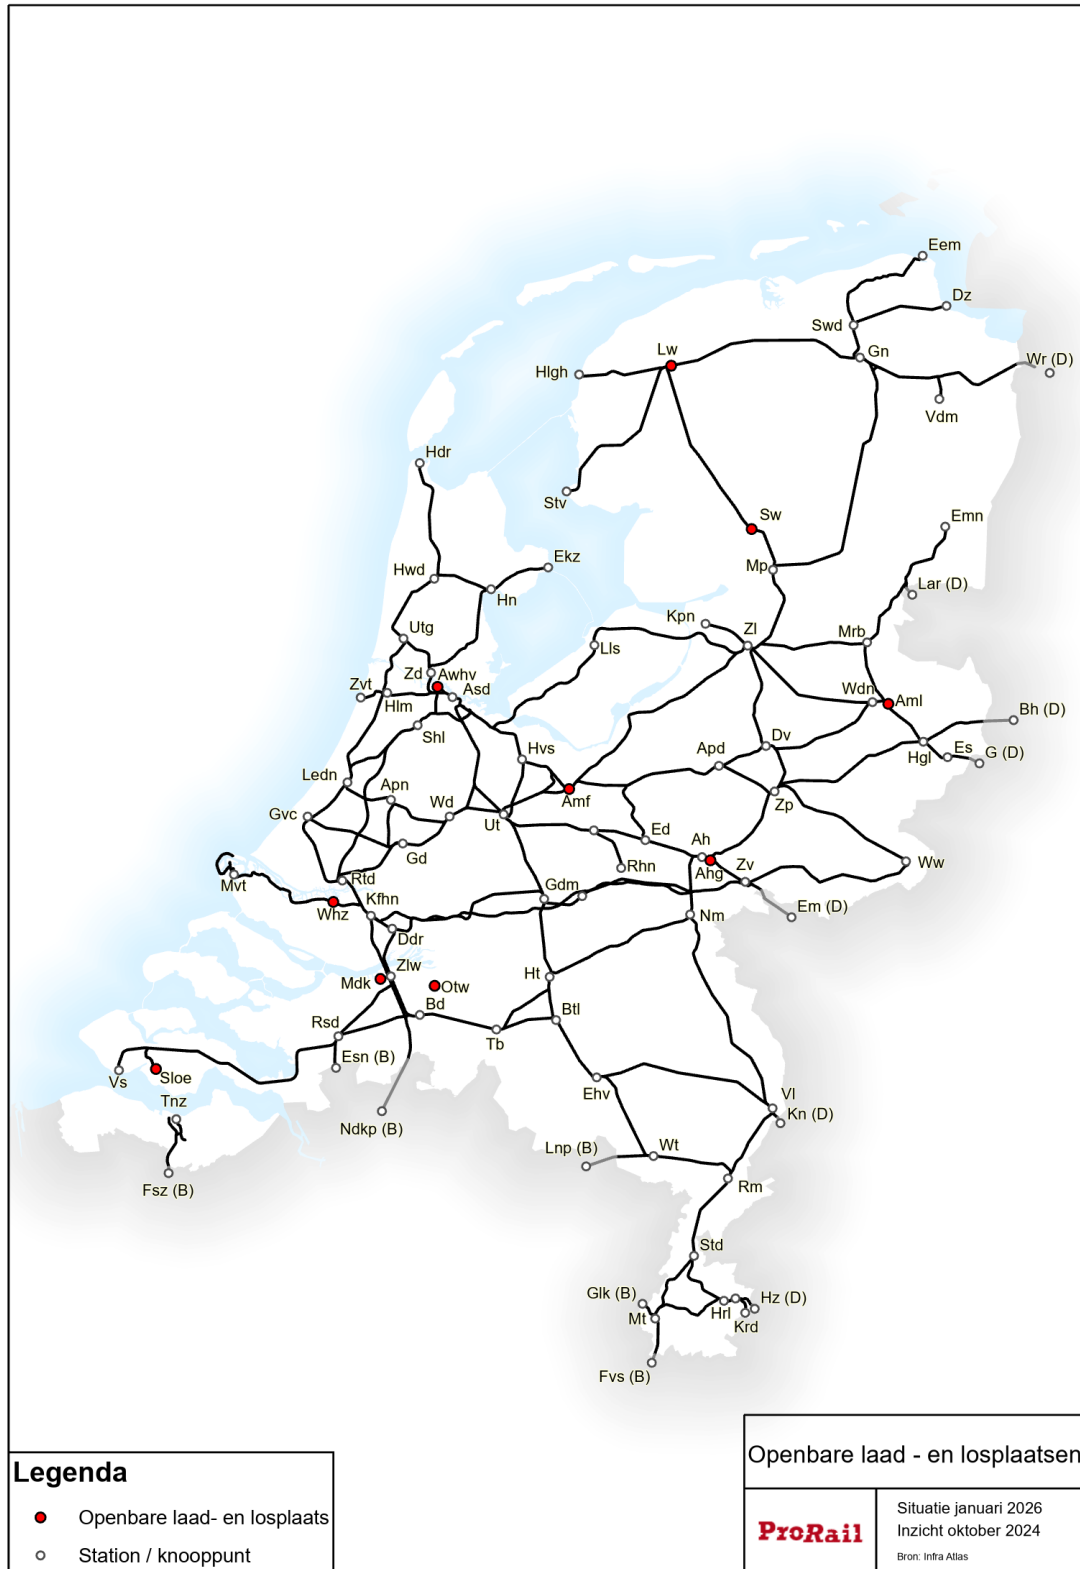 Eem
Dz
Swd
Gn
Lw
Hlgh
Wr (D)
Vdm
Hdr
Stv
Sw
Emn
Ekz
Mp
Hwd
Lar (D)
Hn
Kpn
Utg
Zl
Mrb
Lls
Zd
Awhv
Zvt
Asd
Wdn
Aml
Hlm
Bh (D)
Shl
Hvs
Apd
Dv
Hgl
Es
G (D)
Ledn
Apn
Amf
Gvc
Wd
Ut
Zp
Gd
Ed
Ah
Rhn
Ahg
Zv
Ww
Mvt
Rtd
Kfhn
Gdm
Whz
Em (D)
Nm
Ddr
Zlw
Ht
Mdk
Otw
Bd
Btl
Rsd
Tb
Esn (B)
Vs
Sloe
Ehv
Tnz
Vl
Kn (D)
Ndkp (B)
Lnp (B)
Wt
Fsz (B)
Rm
Std
Glk (B)
Hz (D)
Mt
Hrl
Krd
Fvs (B)
Legenda
Openbare laad- en losplaats
Station / knooppunt
Openbare laad - en losplaatsen
ProRail
Situatie januari 2026
Inzicht oktober 2024
Bron: Infra Atlas